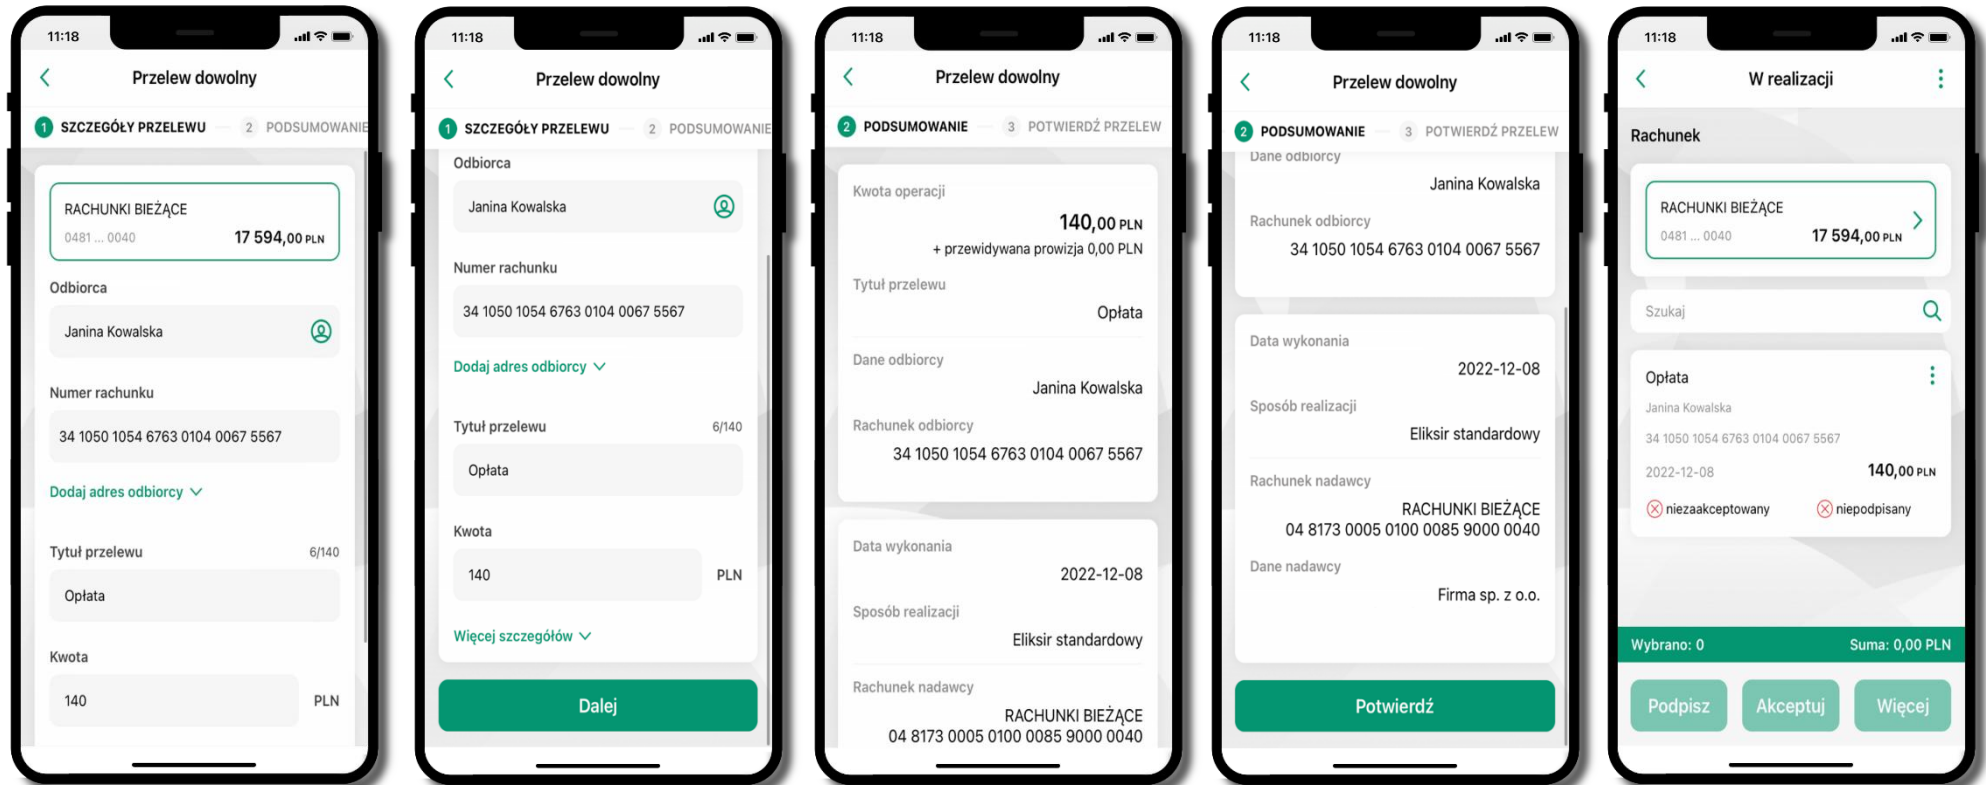 11:18
Przelew dowolny
1 SZCZEGÓŁY PRZELEWU 2 PODSUMOWANIE
RACHUNKI BIEŻĄCE
0481 ... 0040 17 594,00 PLN
Odbiorca
Janina Kowalska
Numer rachunku
34 1050 1054 6763 0104 0067 5567
Dodaj adres odbiorcy
Tytuł przelewu 6/140
Opłata
Kwota
140 PLN
11:18
Przelew dowolny
1 SZCZEGÓŁY PRZELEWU 2 PODSUMOWANIE
Odbiorca
Janina Kowalska
Numer rachunku
34 1050 1054 6763 0104 0067 5567
Dodaj adres odbiorcy
Tytuł przelewu 6/140
Opłata
Kwota
140 PLN
Więcej szczegółów
Dalej
11:18
Przelew dowolny
2 PODSUMOWANIE 3 POTWIERDŹ PRZELEW
Kwota operacji
140,00 PLN
+ przewidywana prowizja 0,00 PLN
Tytuł przelewu
Opłata
Dane odbiorcy
Janina Kowalska
Rachunek odbiorcy
34 1050 1054 6763 0104 0067 5567
Data wykonania
2022-12-08
Sposób realizacji
Eliksir standardowy
Rachunek nadawcy
RACHUNKI BIEŻĄCE
04 8173 0005 0100 0085 9000 0040
11:18
Przelew dowolny
2 PODSUMOWANIE 3 POTWIERDŹ PRZELEW
Dane odbiorcy
Janina Kowalska
Rachunek odbiorcy
34 1050 1054 6763 0104 0067 5567
Data wykonania
2022-12-08
Sposób realizacji
Eliksir standardowy
Rachunek nadawcy
RACHUNKI BIEŻĄCE
04 8173 0005 0100 0085 9000 0040
Dane nadawcy
Firma sp. z o.o.
Potwierdź
11:18
W realizacji
Rachunek
RACHUNKI BIEŻĄCE
0481 ... 0040 17 594,00 PLN
Szukaj
Opłata
Janina Kowalska
34 1050 1054 6763 0104 0067 5567
2022-12-08 140,00 PLN
niezaakceptowany niepodpisany
Wybrano: 0 Suma: 0,00 PLN
Podpisz Akceptuj Więcej